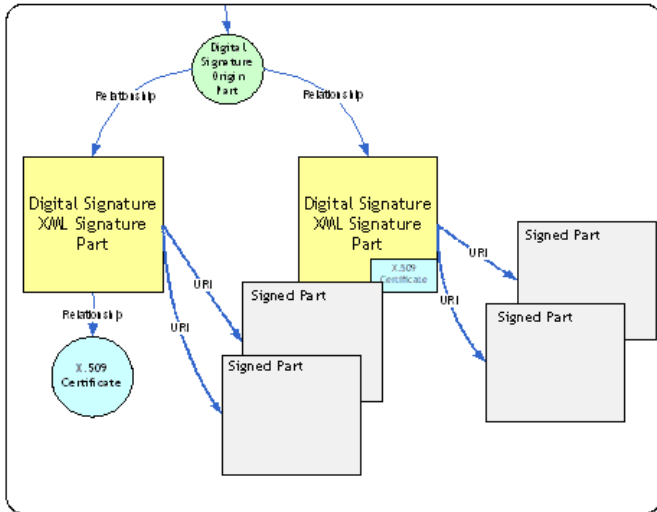 Digital
Signature
Origin
Part
Relationship
Relationship
Digital Signature
XML Signature
Part
Digital Signature
XML Signature
Part
X.509
Certificate
Signed Part
URI
URI
Signed Part
Signed Part
URI
URI
Signed Part
Relationship
X.509
Certificate